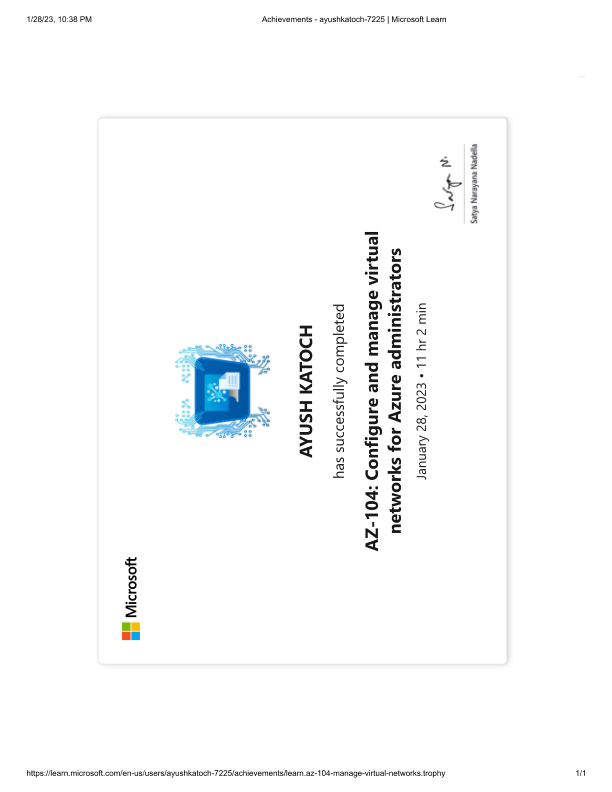 1/28/23, 10:38 PM
Achievements - ayushkatoch-7225 | Microsoft Learn
Microsoft
AYUSH KATOCH
has successfully completed
AZ-104: Configure and manage virtual
networks for Azure administrators
January 28, 2023 • 11 hr 2 min
Satya N.
Satya Narayana Nadella
https://learn.microsoft.com/en-us/users/ayushkatoch-7225/achievements/learn.az-104-manage-virtual-networks.trophy
1/1